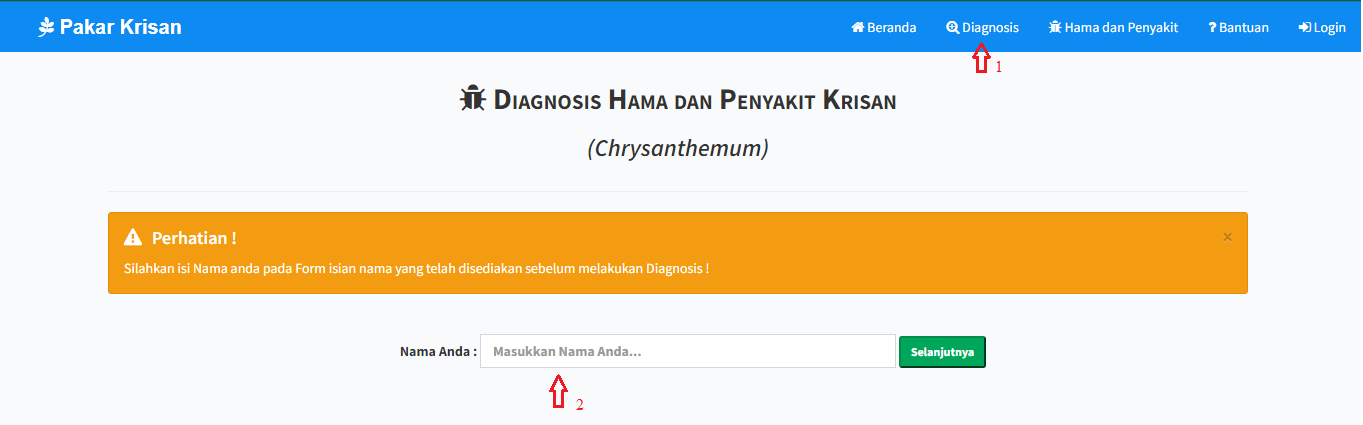 Pakar Krisan
Beranda Diagnosis Hama dan Penyakit ? Bantuan Login
1
Diagnosis Hama dan Penyakit Krisan
(Chrysanthemum)
Perhatian ! ×
Silahkan isi Nama anda pada Form isian nama yang telah disediakan sebelum melakukan Diagnosis !
Nama Anda : Masukkan Nama Anda... Selanjutnya
2